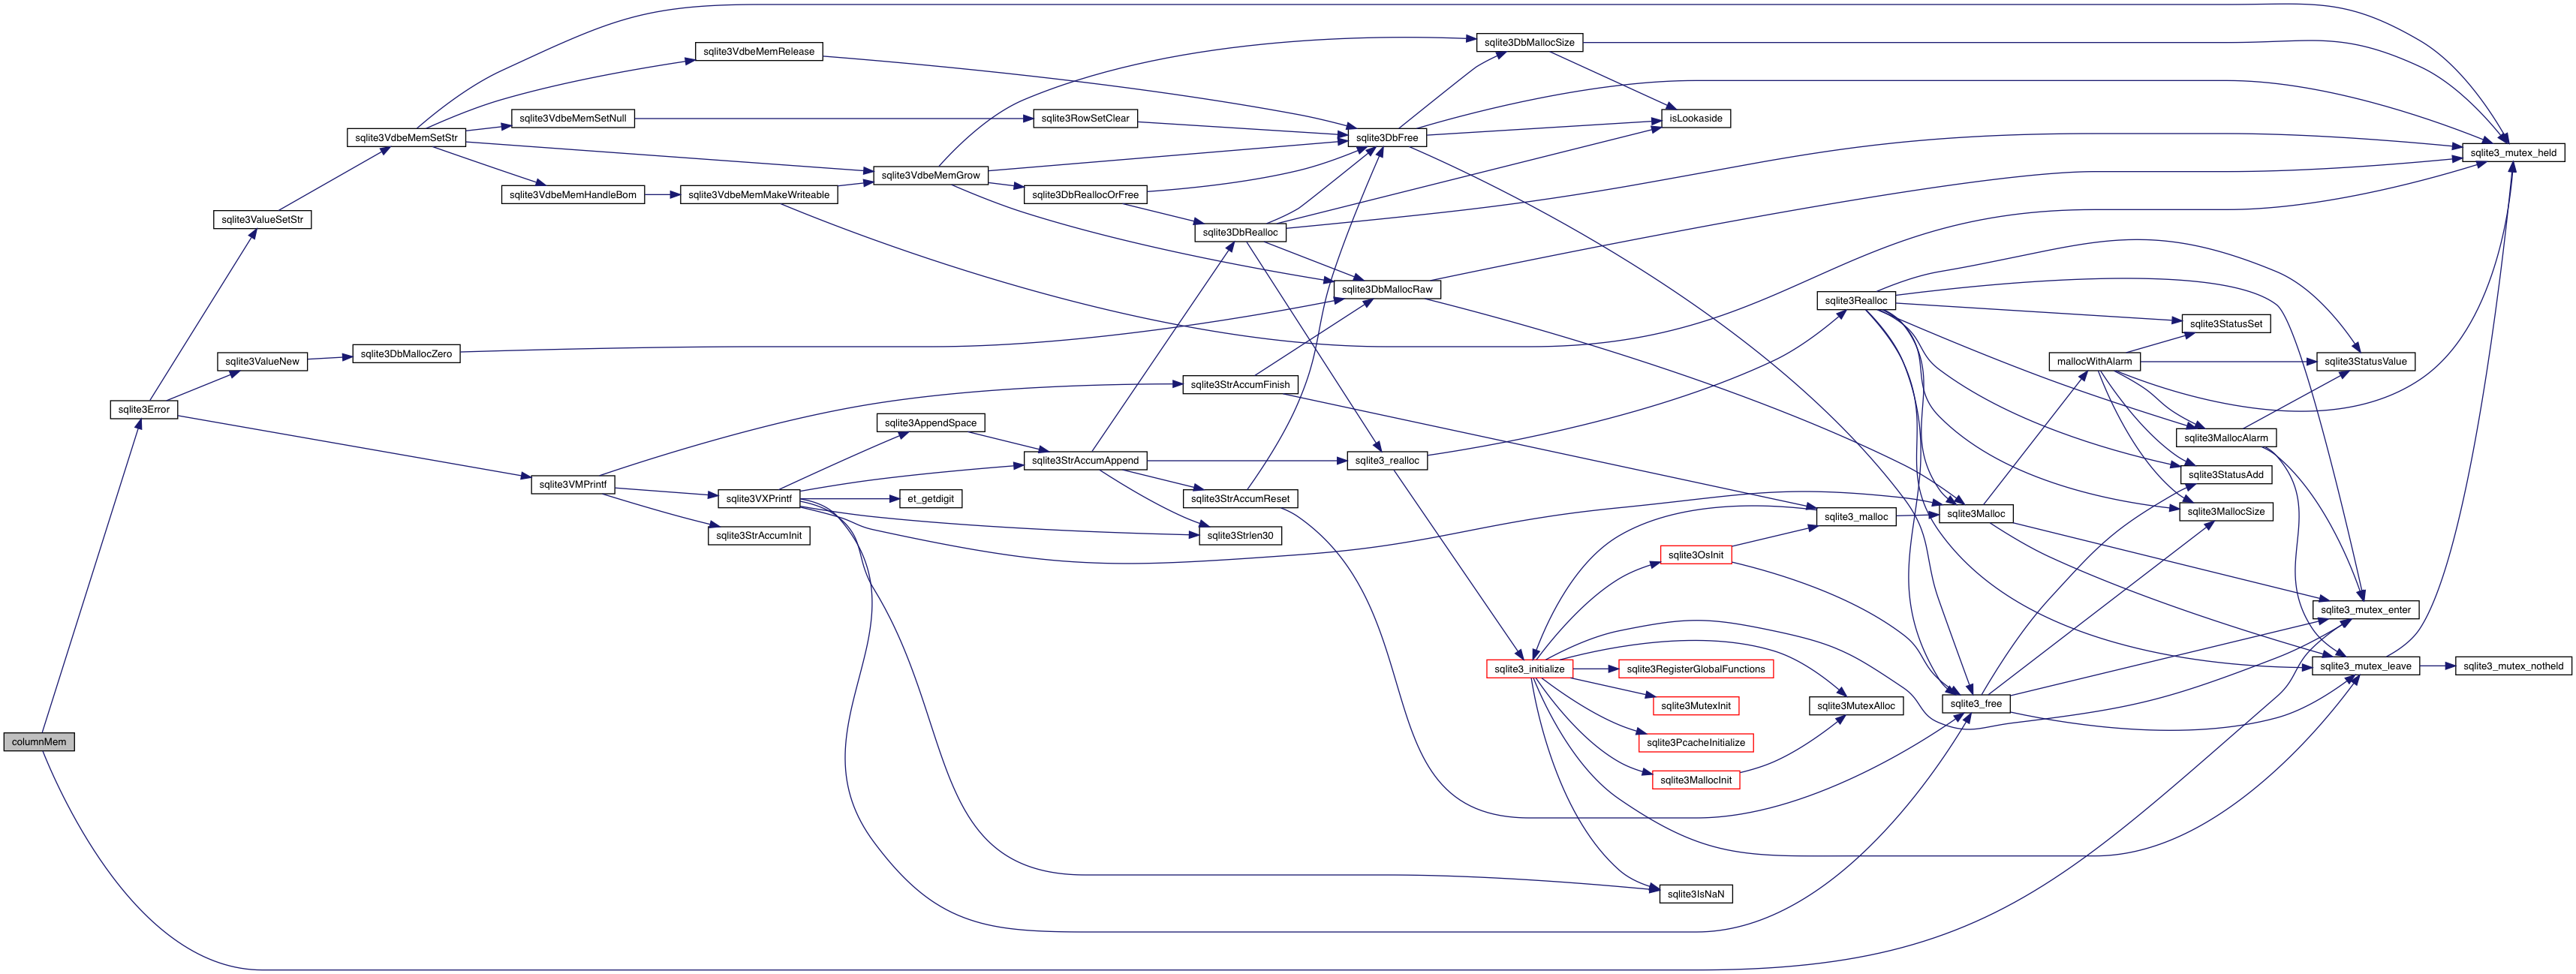 columnMem
sqlite3Error
sqlite3ValueSetStr
sqlite3ValueNew
sqlite3VdbeMemSetStr
sqlite3DbMallocZero
sqlite3VMPrintf
sqlite3VdbeMemRelease
sqlite3VdbeMemSetNull
sqlite3VdbeMemHandleBom
sqlite3VdbeMemMakeWriteable
sqlite3VXPrintf
sqlite3StrAccumInit
sqlite3VdbeMemGrow
sqlite3AppendSpace
et_getdigit
sqlite3RowSetClear
sqlite3DbReallocOrFree
sqlite3StrAccumAppend
sqlite3DbRealloc
sqlite3StrAccumFinish
sqlite3StrAccumReset
sqlite3Strlen30
sqlite3DbMallocSize
sqlite3DbFree
sqlite3DbMallocRaw
sqlite3_realloc
sqlite3_initialize
isLookaside
sqlite3OsInit
sqlite3RegisterGlobalFunctions
sqlite3MutexInit
sqlite3PcacheInitialize
sqlite3MallocInit
sqlite3IsNaN
sqlite3Realloc
sqlite3_malloc
sqlite3MutexAlloc
sqlite3Malloc
sqlite3_free
mallocWithAlarm
sqlite3StatusSet
sqlite3MallocAlarm
sqlite3StatusAdd
sqlite3MallocSize
sqlite3StatusValue
sqlite3_mutex_enter
sqlite3_mutex_leave
sqlite3_mutex_held
sqlite3_mutex_notheld